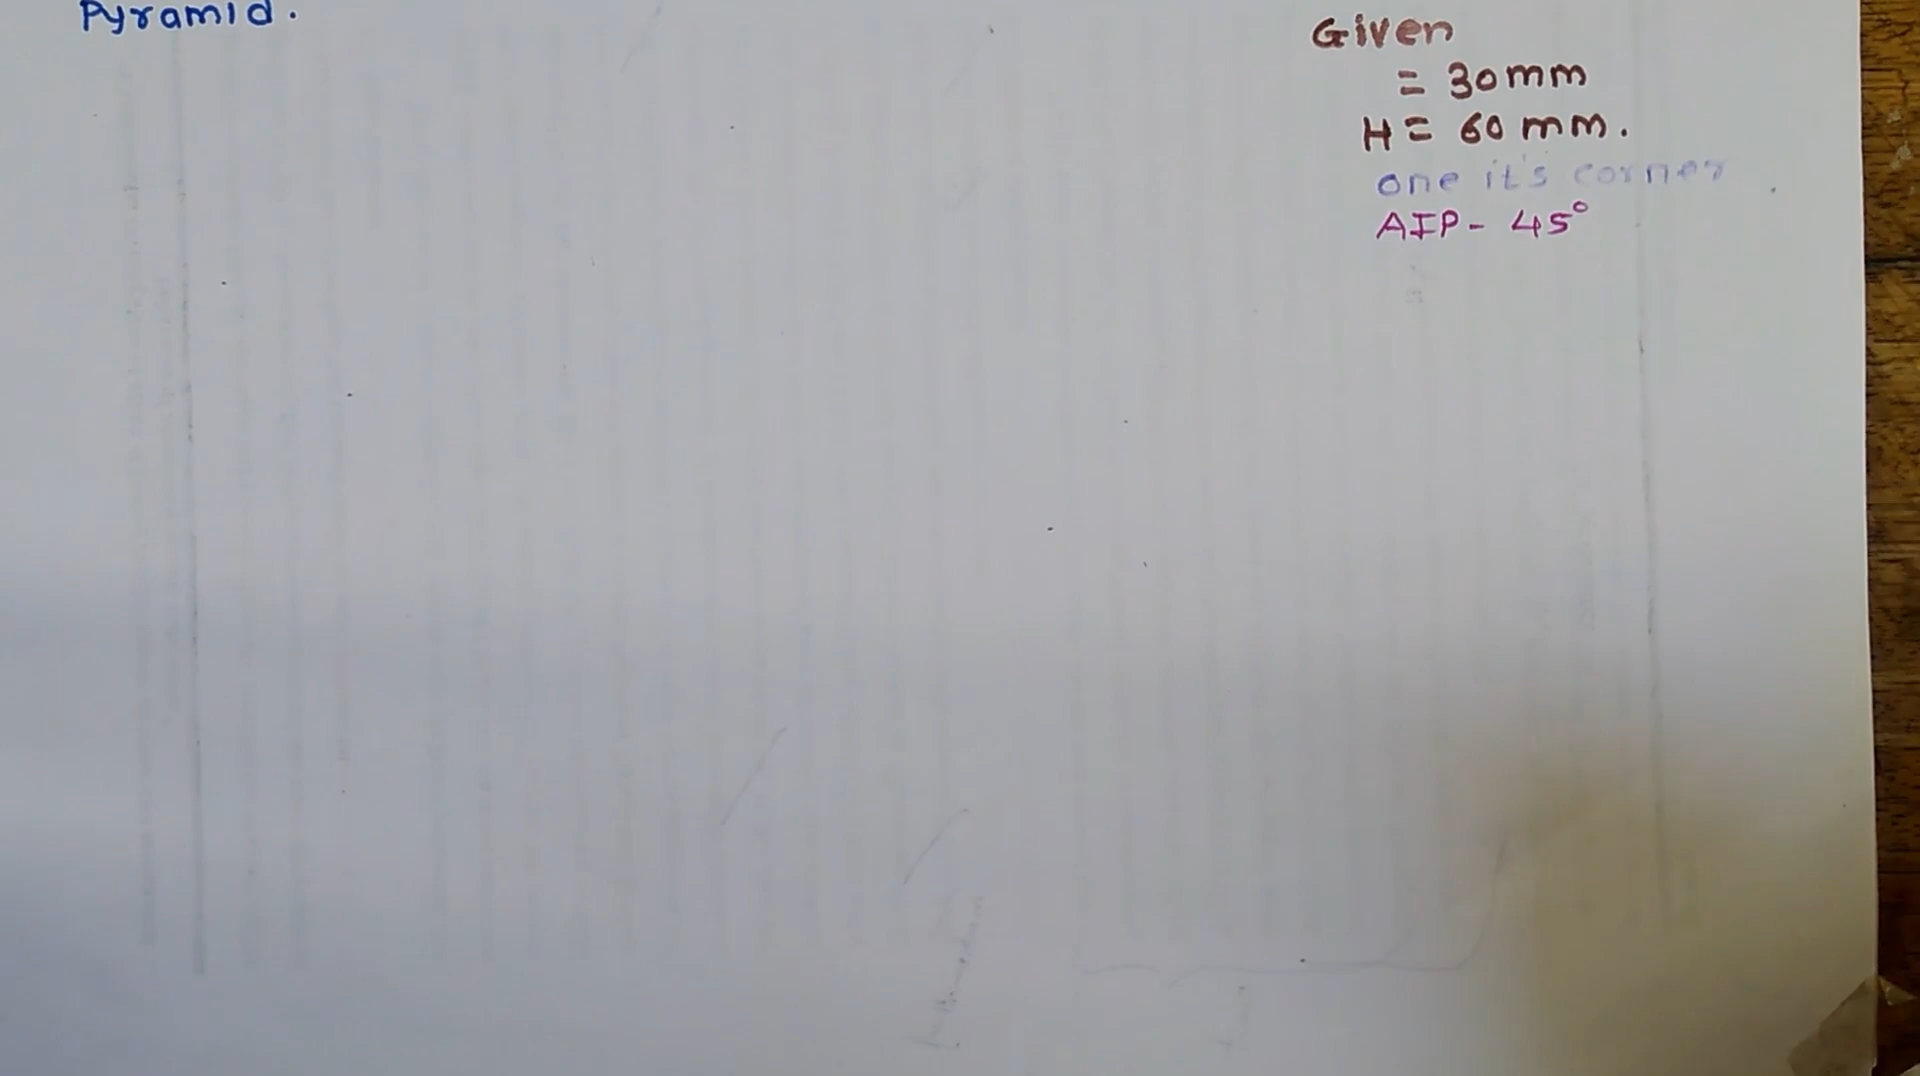 Pyramid.
Given
= 30mm
H = 60 mm.
one it's corner
AIP - 45°